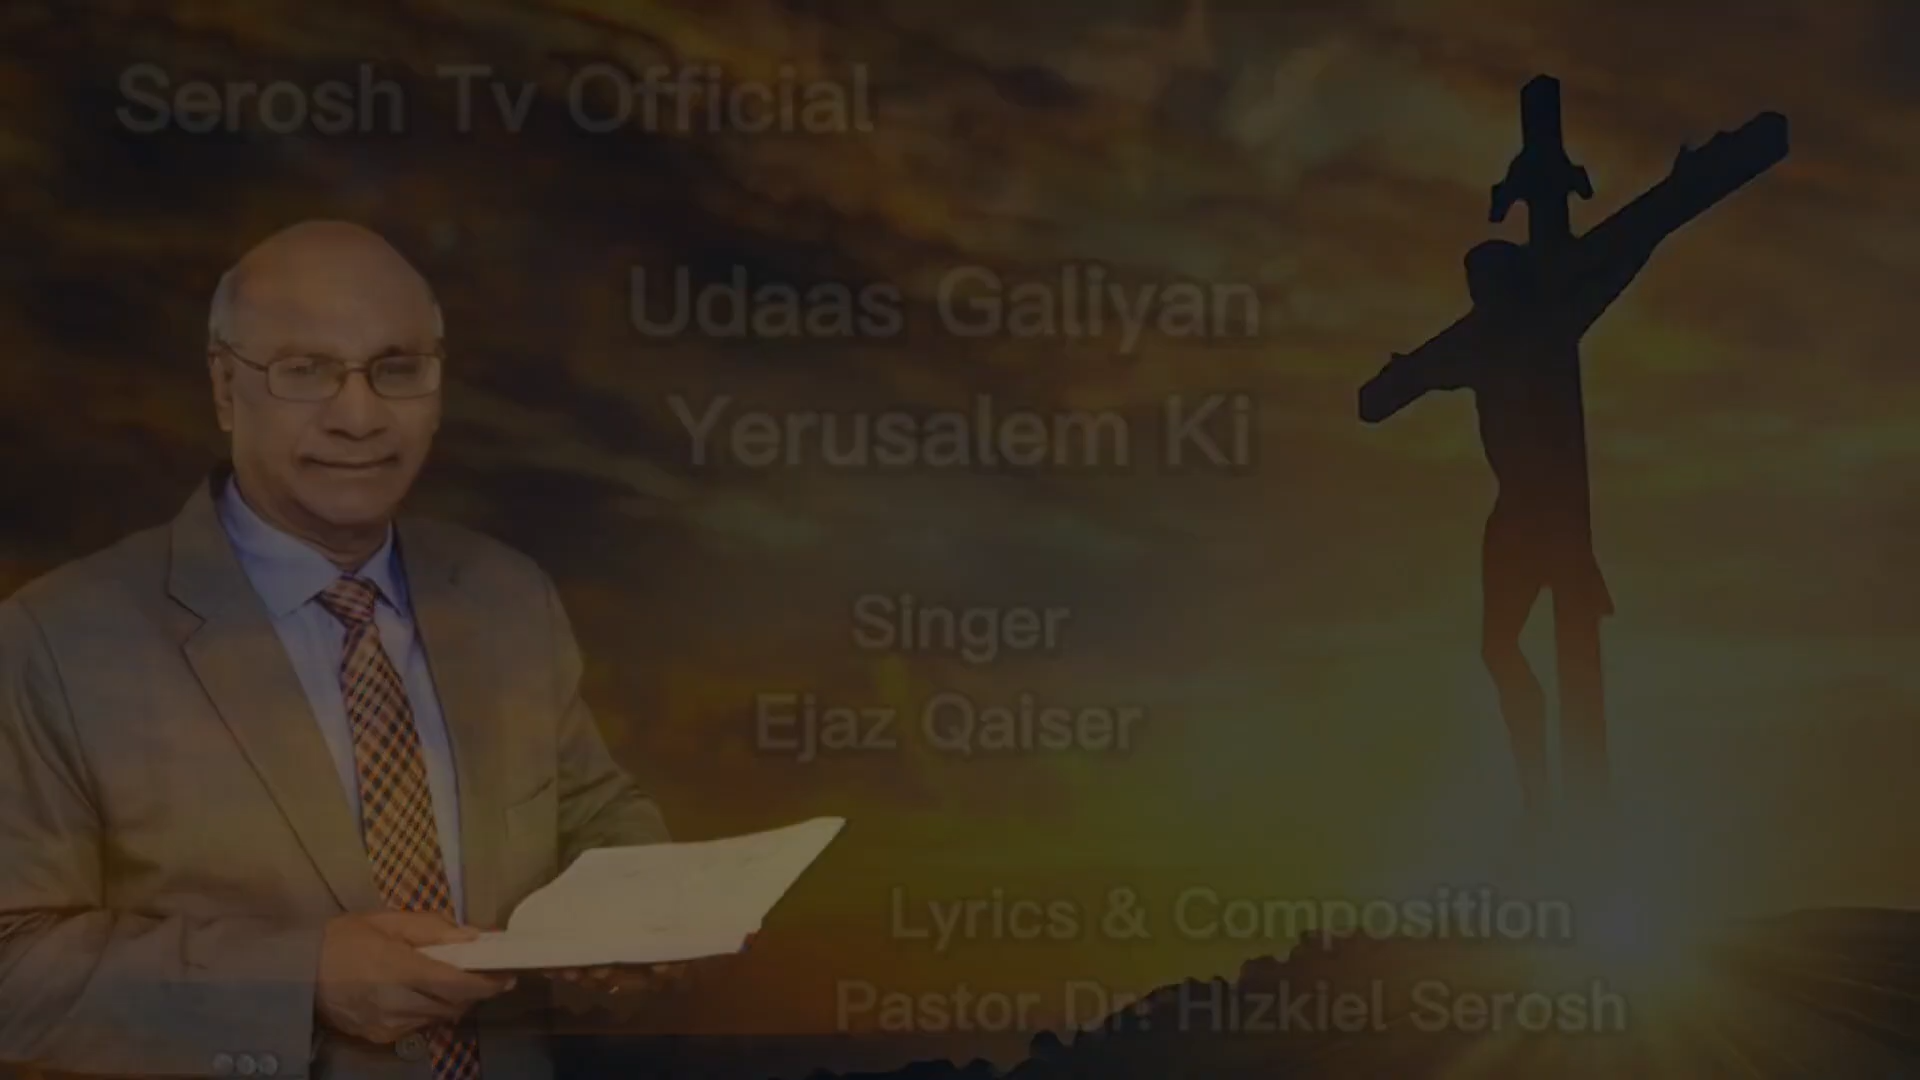 Serosh Tv Official
Udaas Galiyan
Yerusalem Ki
Singer
Ejaz Qaiser
Lyrics & Composition
Pastor Dr. Hizkiel Serosh